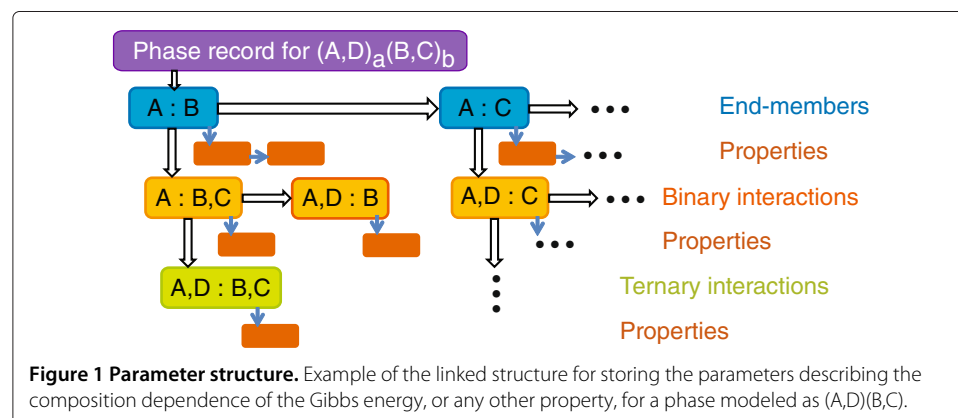 Phase record for (A,D)a(B,C)b
A : B
A : C
End-members
Properties
A : B,C
A,D : B
A,D : C
Binary interactions
Properties
A,D : B,C
Ternary interactions
Properties
Figure 1 Parameter structure. Example of the linked structure for storing the parameters describing the
composition dependence of the Gibbs energy, or any other property, for a phase modeled as (A,D)(B,C).